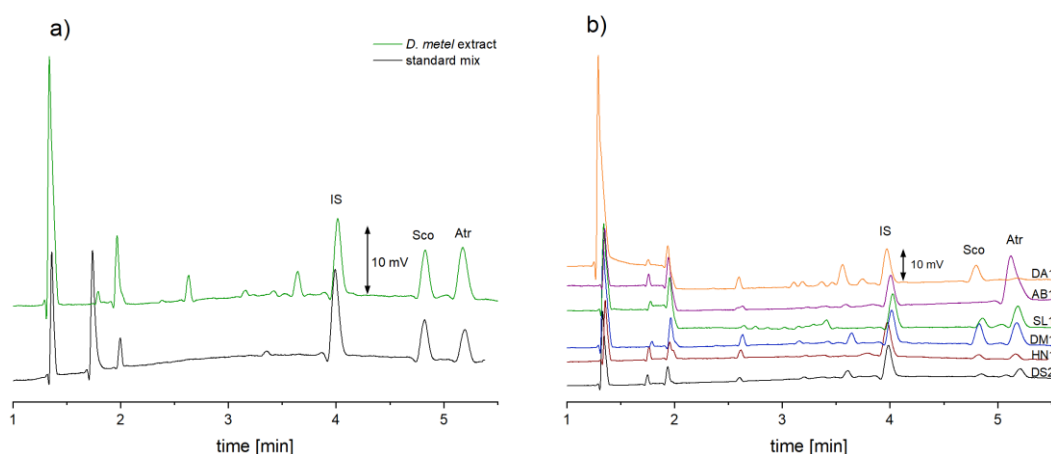 a)
D. metel extract
standard mix
IS
Sco
Atr
10 mV
1 2 3 4 5
time [min]
b)
IS
Sco
Atr
10 mV
DA1
AB1
SL1
DM1
HN1
DS2
1 2 3 4 5
time [min]